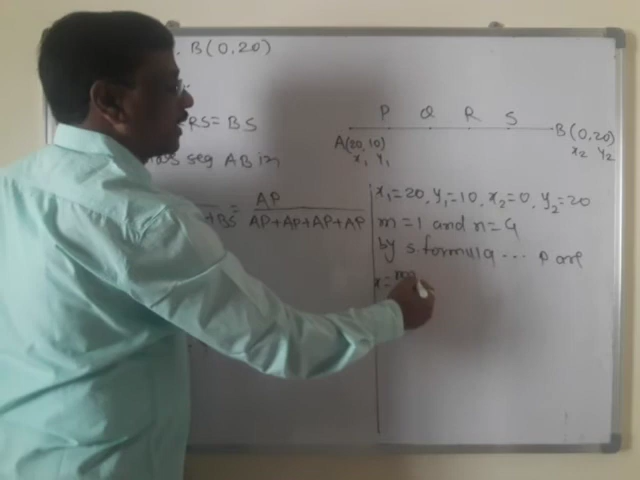 . B(0,20)
RS = BS
seg AB in
+ BS = AP / AP + AP + AP + AP
P Q R S
A(20,10) B(0,20)
x₁ y₁ x₂ y₂
x₁=20, y₁=10, x₂=0, y₂=20
m = 1 and n = 4
by s.formula ... P are
x = m